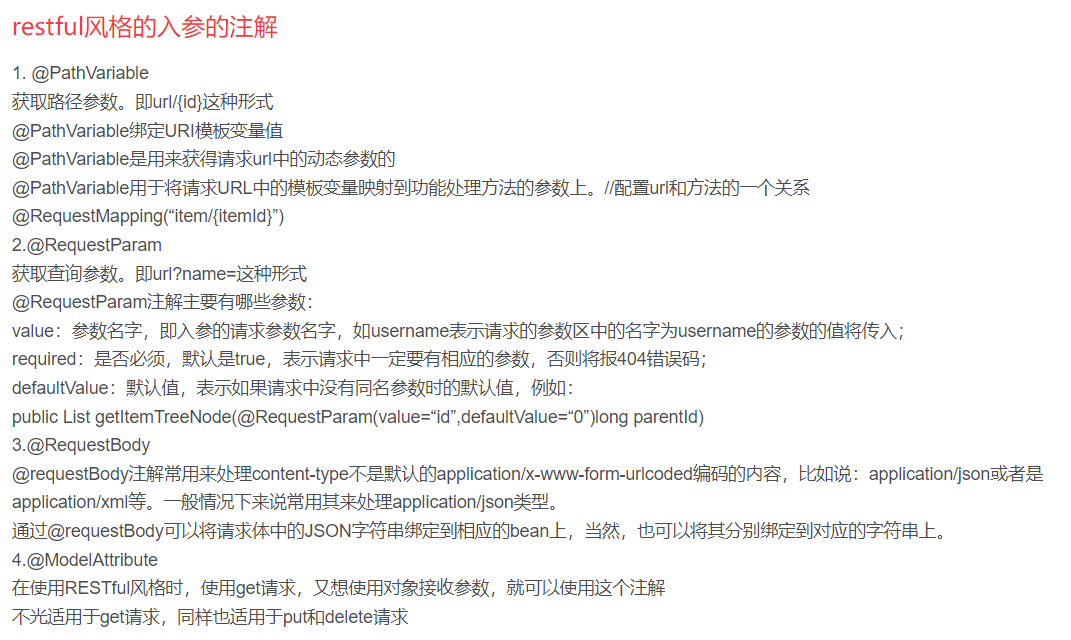 restful风格的入参的注解
1. @PathVariable
获取路径参数。即url/{id}这种形式
@PathVariable绑定URI模板变量值
@PathVariable是用来获得请求url中的动态参数的
@PathVariable用于将请求URL中的模板变量映射到功能处理方法的参数上。//配置url和方法的一个关系
@RequestMapping(“item/{itemId}”)
2.@RequestParam
获取查询参数。即url?name=这种形式
@RequestParam注解主要有哪些参数：
value：参数名字，即入参的请求参数名字，如username表示请求的参数区中的名字为username的参数的值将传入；
required：是否必须，默认是true，表示请求中一定要有相应的参数，否则将报404错误码；
defaultValue：默认值，表示如果请求中没有同名参数时的默认值，例如：
public List getItemTreeNode(@RequestParam(value=“id”,defaultValue=“0”)long parentId)
3.@RequestBody
@requestBody注解常用来处理content-type不是默认的application/x-www-form-urlcoded编码的内容，比如说：application/json或者是
application/xml等。一般情况下来说常用其来处理application/json类型。
通过@requestBody可以将请求体中的JSON字符串绑定到相应的bean上，当然，也可以将其分别绑定到对应的字符串上。
4.@ModelAttribute
在使用RESTful风格时，使用get请求，又想使用对象接收参数，就可以使用这个注解
不光适用于get请求，同样也适用于put和delete请求